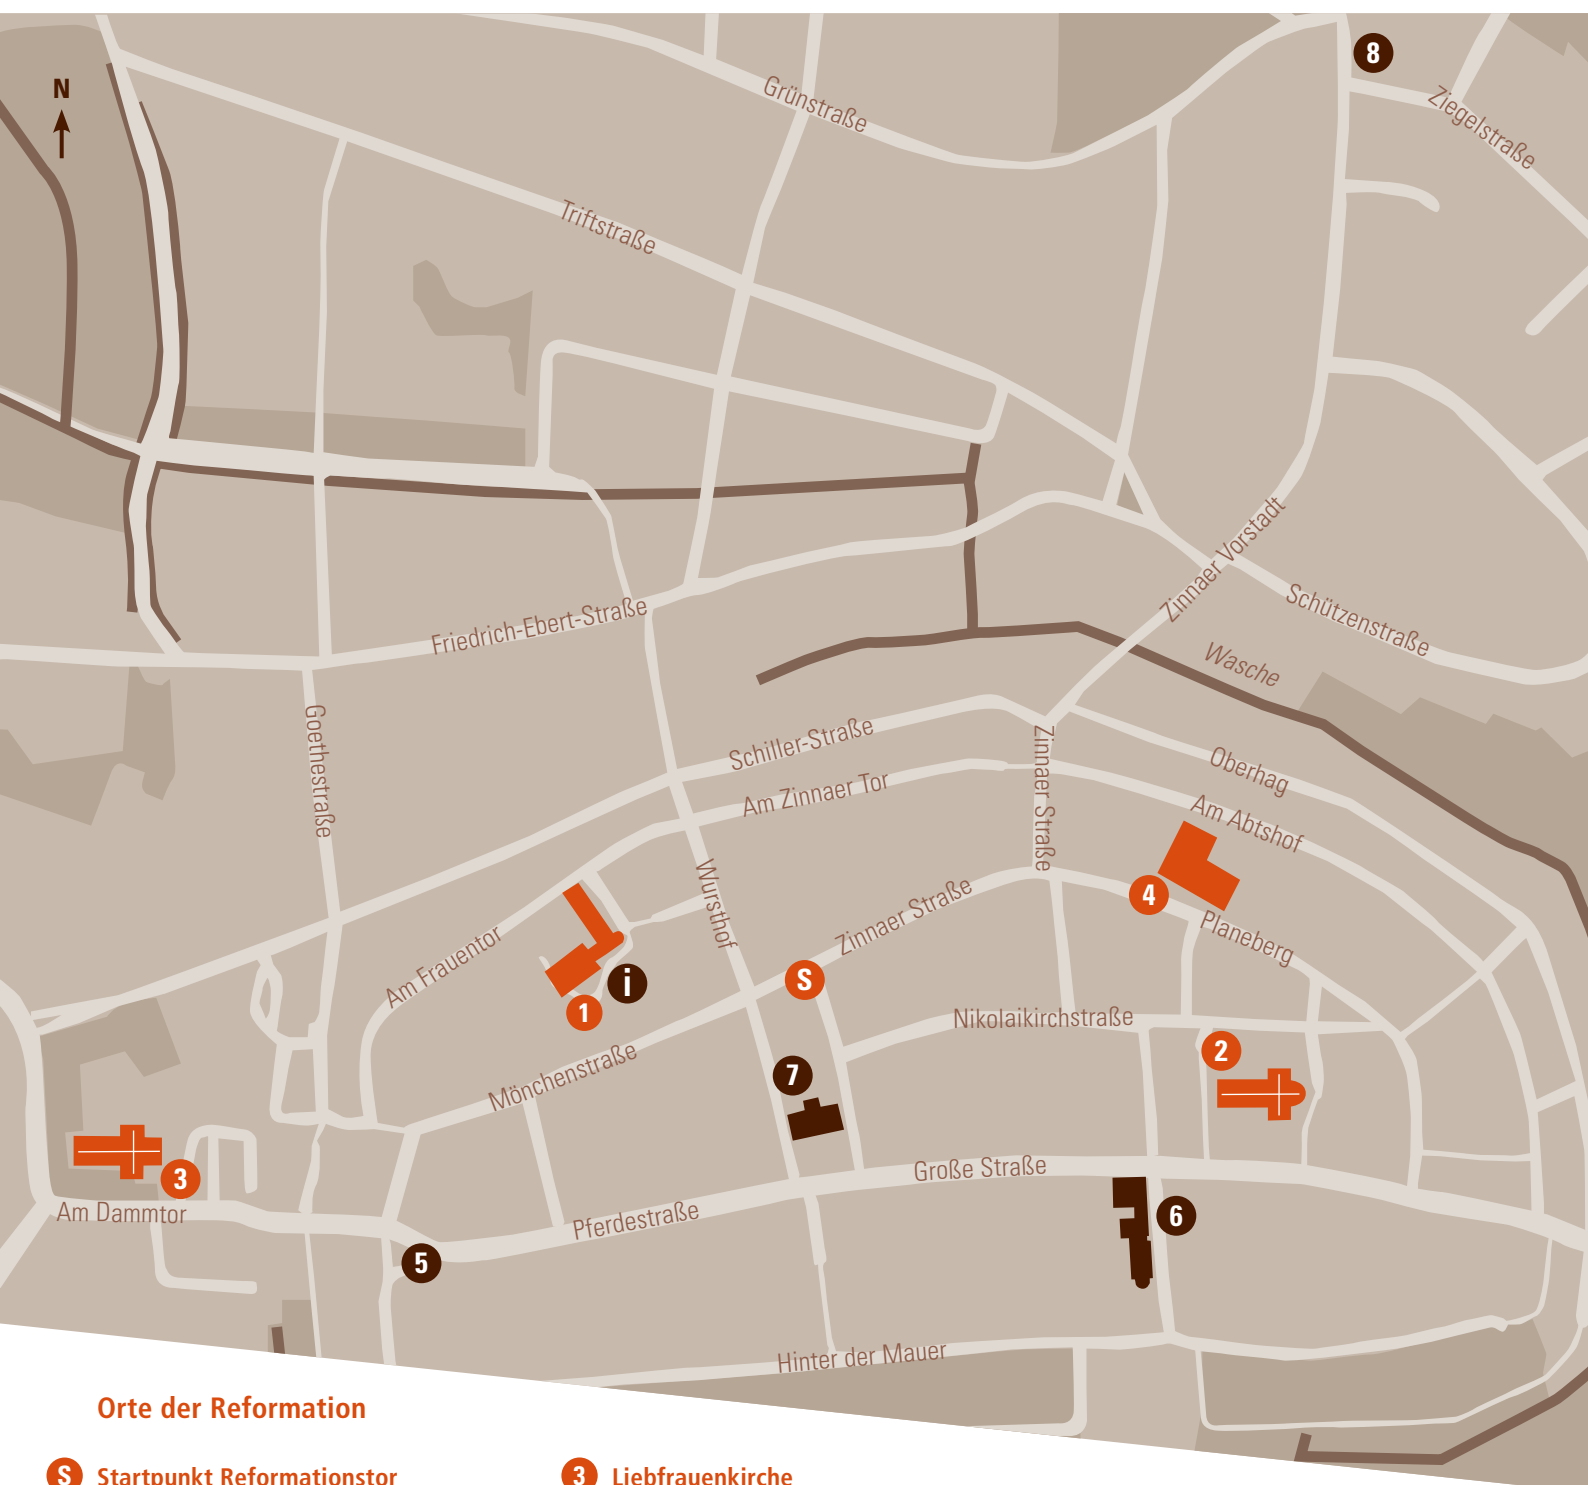 N
8
Grünstraße
Ziegelstraße
Triftstraße
Zinnaer Vorstadt
Friedrich-Ebert-Straße
Schützenstraße
Wasche
Goethestraße
Schiller-Straße
Zinnaer Straße
Oberhag
Am Zinnaer Tor
Am Abtshof
Wursthof
4
Zinnaer Straße
Planeberg
Am Frauentor
i
S
1
Nikolaikirchstraße
2
Mönchenstraße
7
3
Große Straße
Am Dammtor
Pferdestraße
6
5
Hinter der Mauer
Orte der Reformation
S Startpunkt Reformationstor
3 Liebfrauenkirche